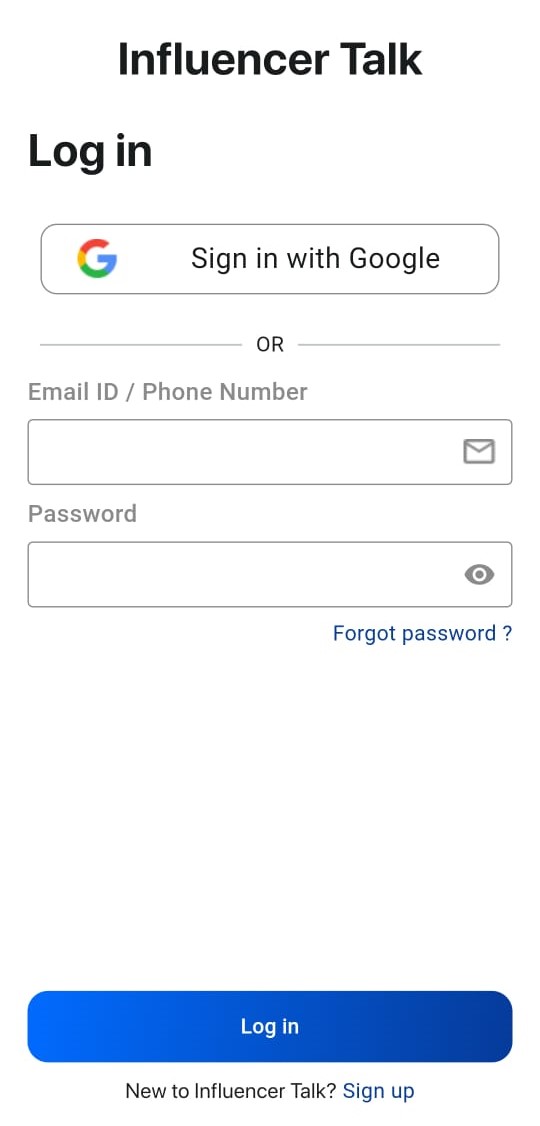 Influencer Talk
Log in
Sign in with Google
OR
Email ID / Phone Number
Password
Forgot password ?
Log in
New to Influencer Talk? Sign up